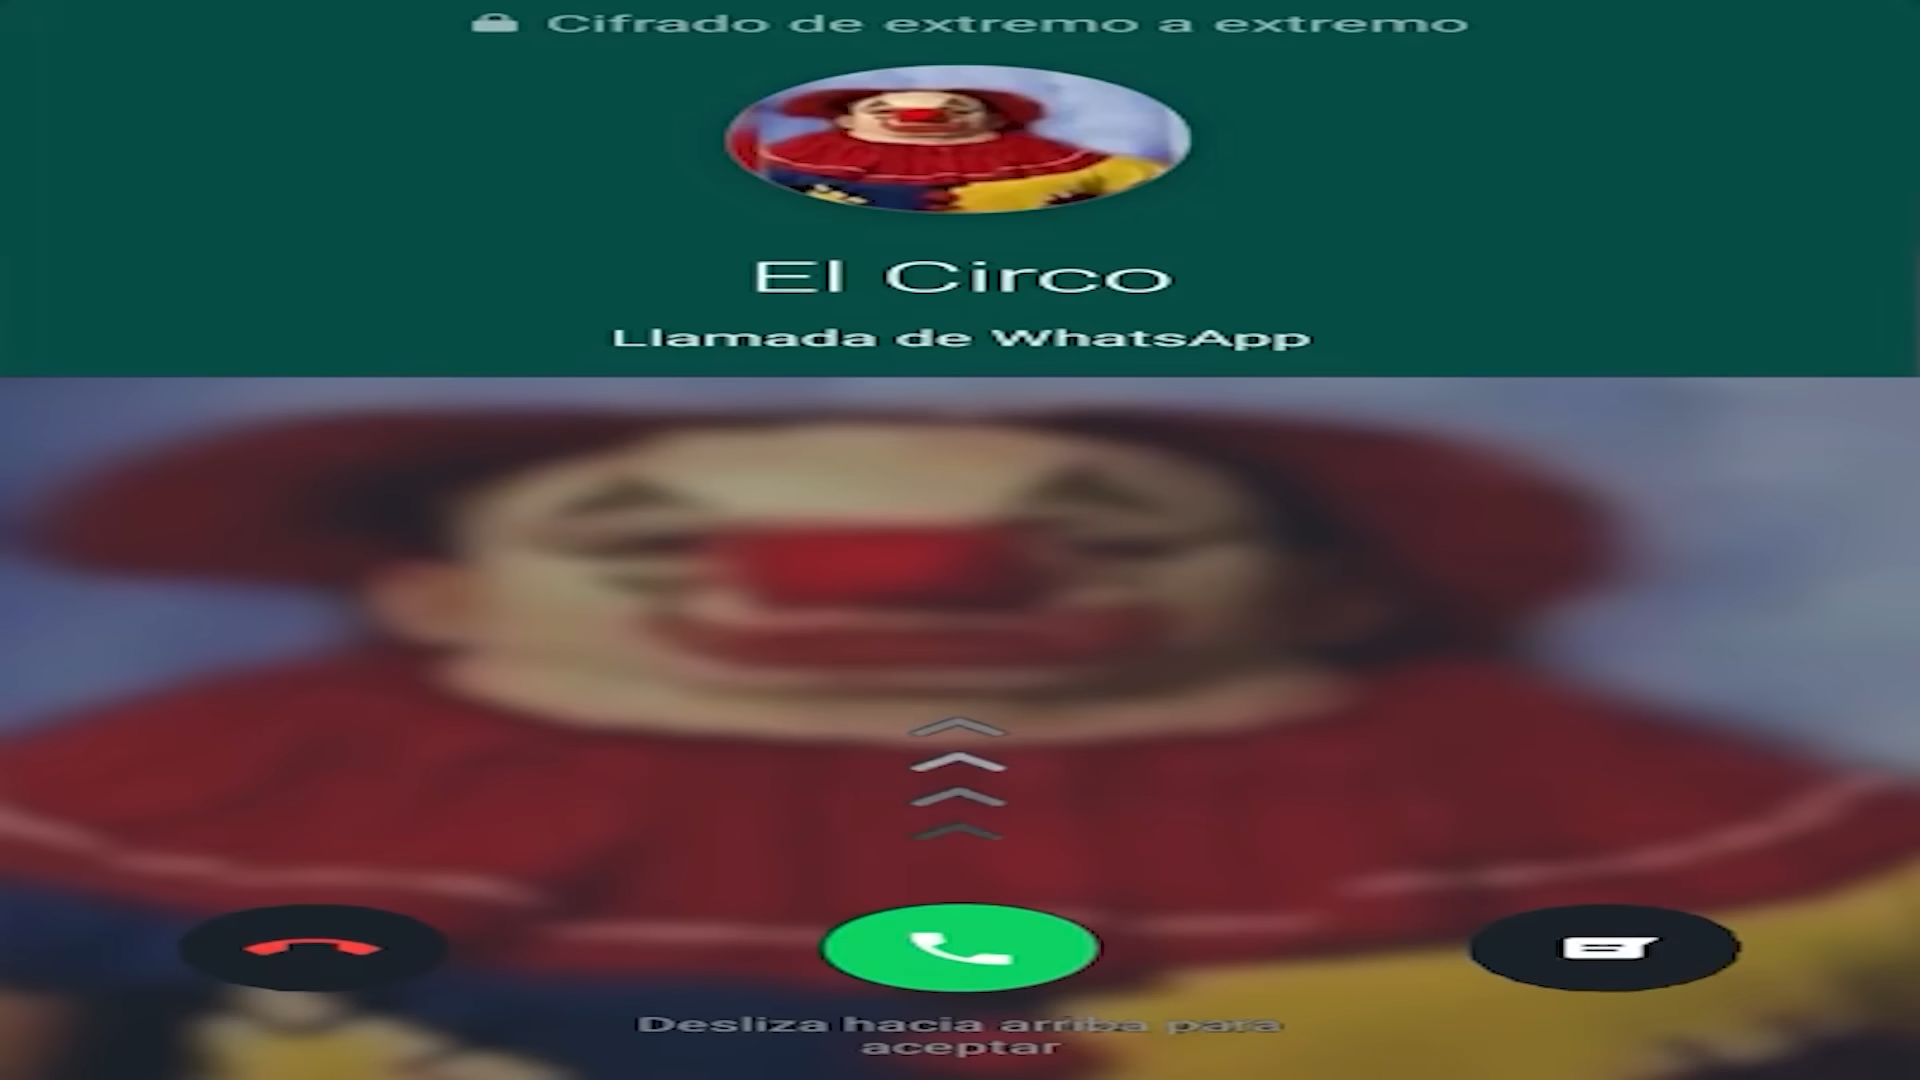 Cifrado de extremo a extremo
El Circo
Llamada de WhatsApp
Desliza hacia arriba para
aceptar